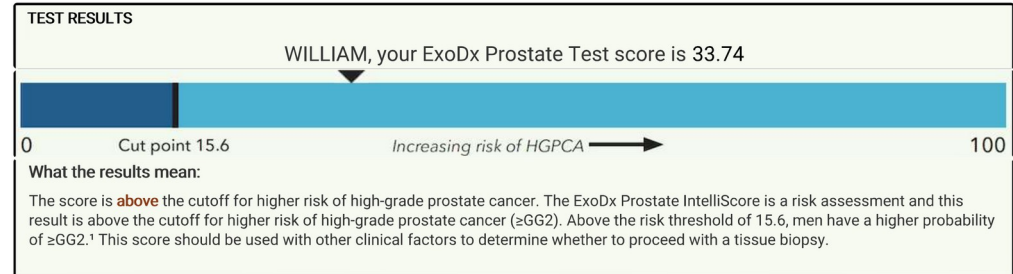 TEST RESULTS
WILLIAM, your ExoDx Prostate Test score is 33.74
0 Cut point 15.6 Increasing risk of HGPCA 100
What the results mean:
The score is above the cutoff for higher risk of high-grade prostate cancer. The ExoDx Prostate IntelliScore is a risk assessment and this
result is above the cutoff for higher risk of high-grade prostate cancer (≥GG2). Above the risk threshold of 15.6, men have a higher probability
of ≥GG2.¹ This score should be used with other clinical factors to determine whether to proceed with a tissue biopsy.